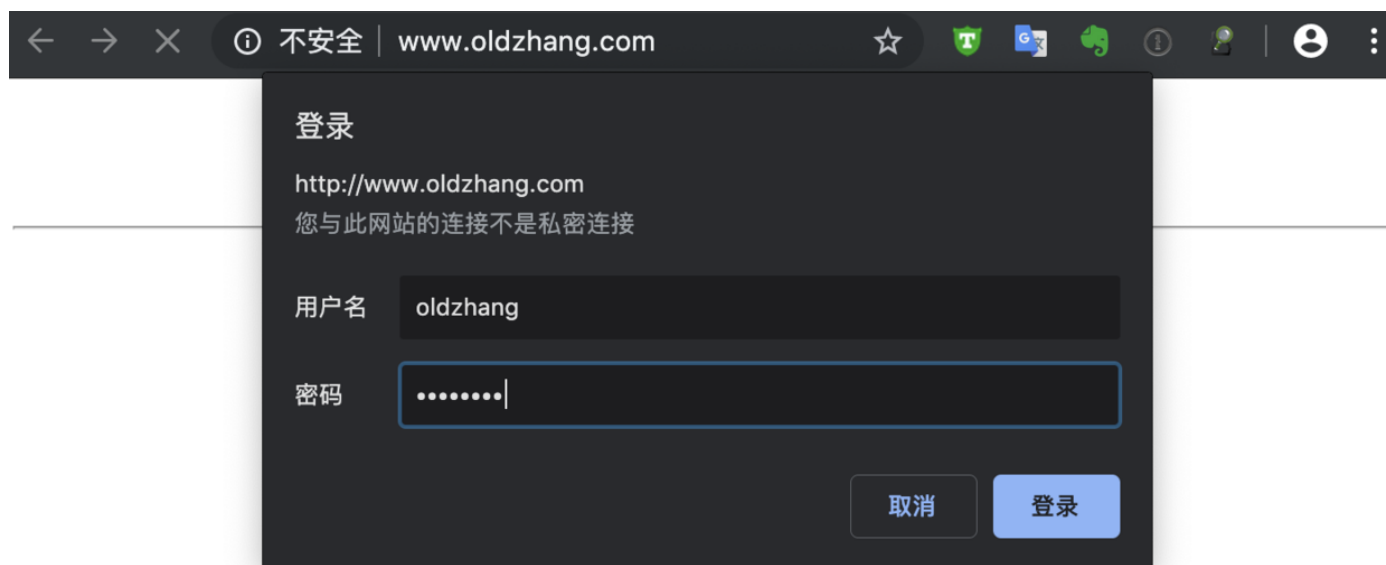 不安全 www.oldzhang.com
登录
http://www.oldzhang.com
您与此网站的连接不是私密连接
用户名 oldzhang
密码 ••••••••
取消 登录